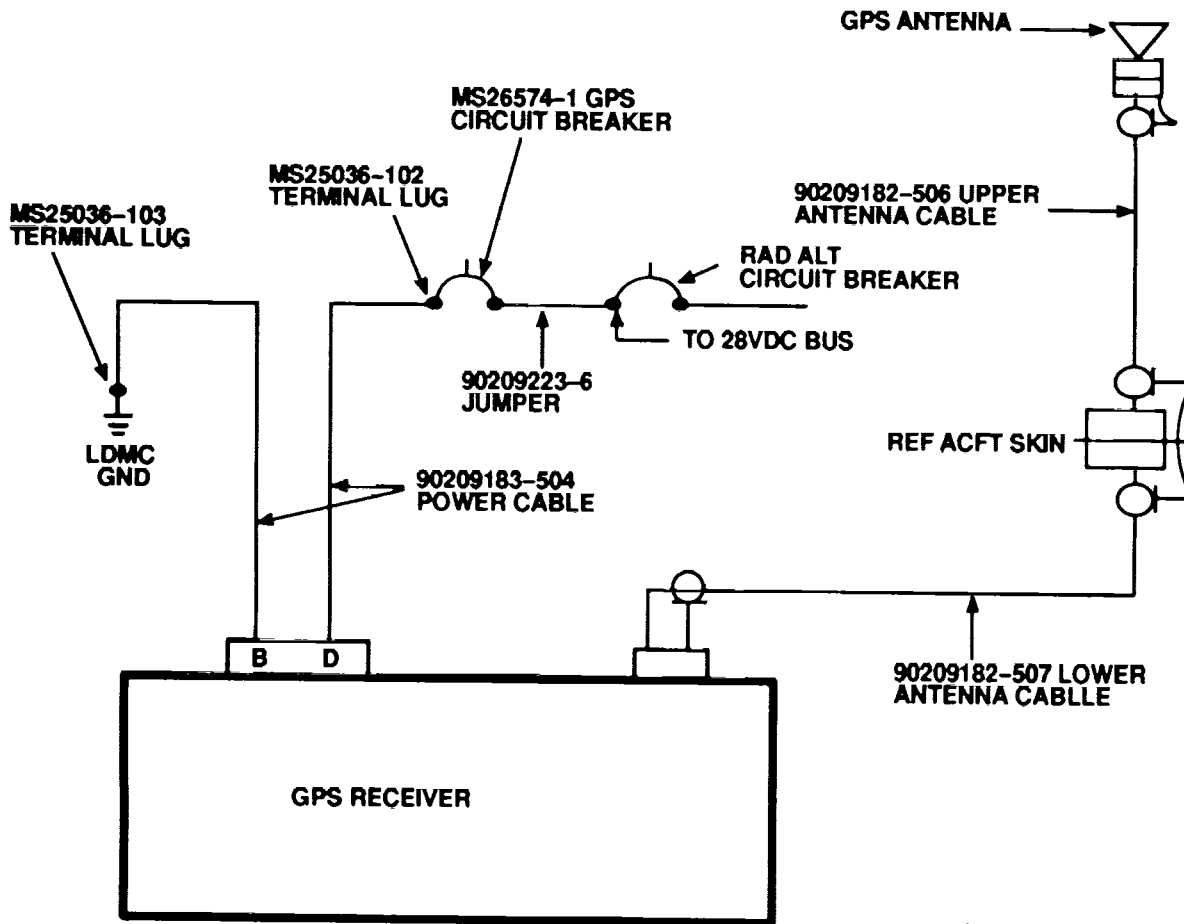 GPS ANTENNA
MS26574-1 GPS
CIRCUIT BREAKER
MS25036-102
TERMINAL LUG
MS25036-103
TERMINAL LUG
90209182-506 UPPER
ANTENNA CABLE
RAD ALT
CIRCUIT BREAKER
TO 28VDC BUS
90209223-6
JUMPER
LDMC
GND
REF ACFT SKIN
90209183-504
POWER CABLE
B D
90209182-507 LOWER
ANTENNA CABLLE
GPS RECEIVER